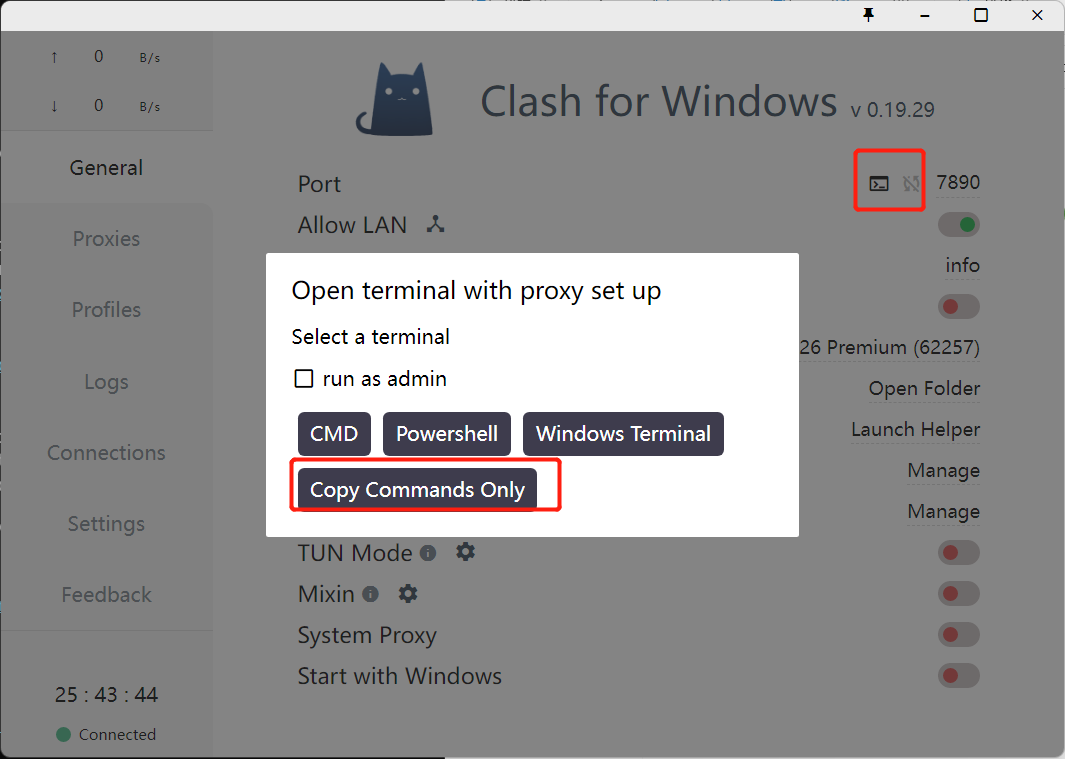 ↑ 0 B/s
↓ 0 B/s
General
Proxies
Profiles
Logs
Connections
Settings
Feedback
25 : 43 : 44
Connected
Clash for Windows v 0.19.29
Port 7890
Allow LAN
info
26 Premium (62257)
Open Folder
Launch Helper
Manage
Manage
TUN Mode
Mixin
System Proxy
Start with Windows
Open terminal with proxy set up
Select a terminal
run as admin
CMD Powershell Windows Terminal
Copy Commands Only